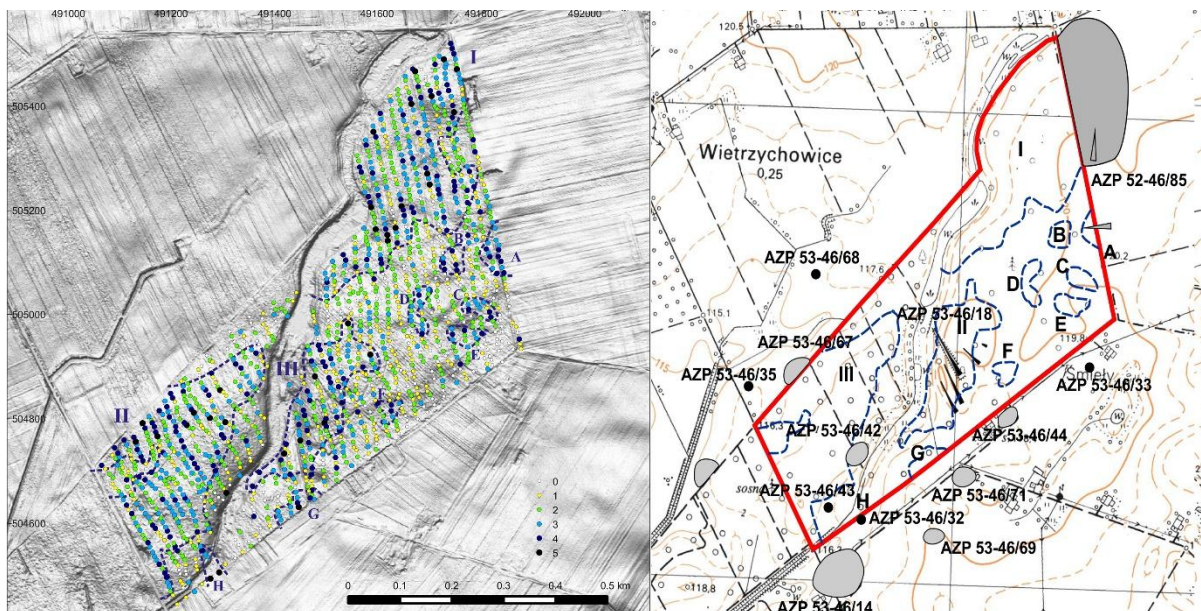 491000
491200
491400
491600
491800
492000
505400
505200
505000
504800
504600
I
A
B
C
D
E
III
F
II
G
H
0
1
2
3
4
5
0
0.1
0.2
0.3
0.4
0.5 km
120.5
120
Wietrzychowice
0,25
I
AZP 52-46/85
B
A
C
D
E
AZP 53-46/68
117.6
AZP 53-46/18
II
115.1
AZP 53-46/67
119.8
F
Smiely
AZP 53-46/33
AZP 53-46/35
III
115
AZP 53-46/42
AZP 53-46/44
G
AZP 53-46/43
H
AZP 53-46/71
AZP 53-46/32
AZP 53-46/69
118.8
AZP 53-46/14